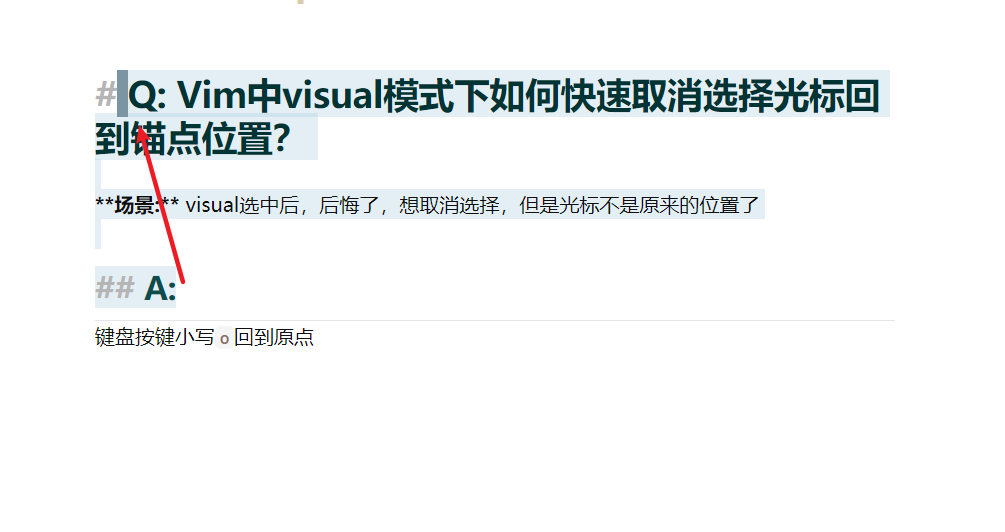 # Q: Vim中visual模式下如何快速取消选择光标回
到锚点位置？
**场景:** visual选中后，后悔了，想取消选择，但是光标不是原来的位置了
## A:
键盘按键小写 o 回到原点